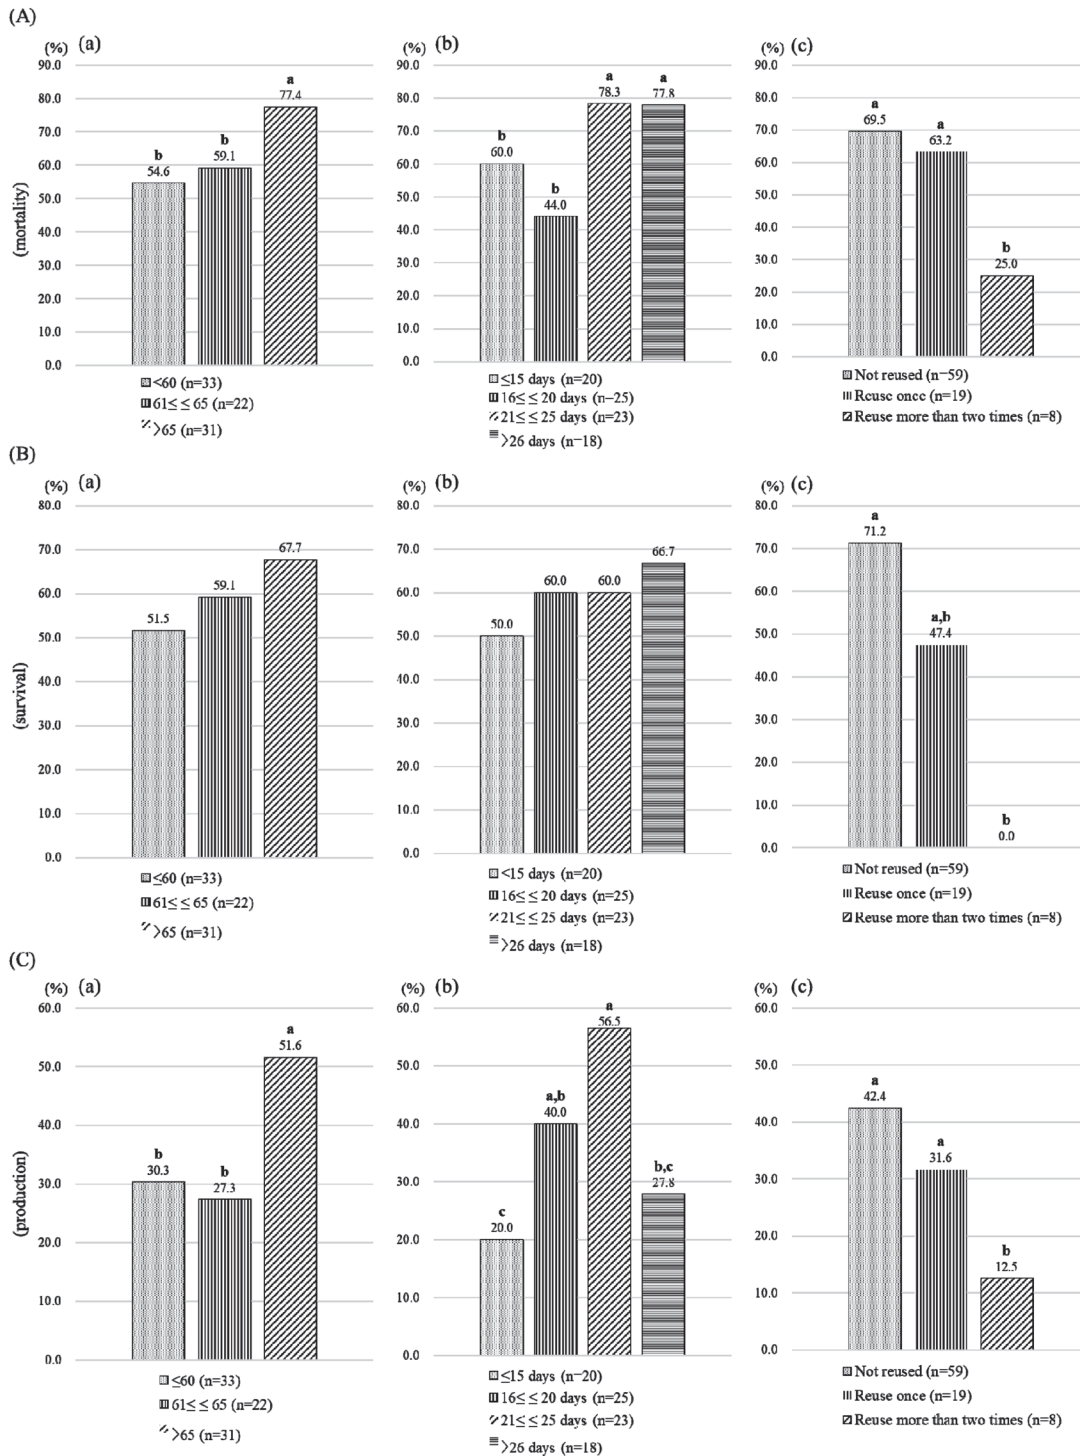 (A)
(%) (a)
90.0
80.0
70.0
60.0
50.0
40.0
30.0
20.0
10.0
0.0
(mortality)
b
54.6
b
59.1
a
77.4
<60 (n=33)
61≤ ≤ 65 (n=22)
>65 (n=31)
(%) (b)
90.0
80.0
70.0
60.0
50.0
40.0
30.0
20.0
10.0
0.0
b
60.0
b
44.0
a
78.3
a
77.8
≤15 days (n=20)
16≤ ≤ 20 days (n=25)
21≤ ≤ 25 days (n=23)
>26 days (n=18)
(%) (c)
90.0
80.0
70.0
60.0
50.0
40.0
30.0
20.0
10.0
0.0
a
69.5
a
63.2
b
25.0
Not reused (n=59)
Reuse once (n=19)
Reuse more than two times (n=8)
(B)
(%) (a)
80.0
70.0
60.0
50.0
40.0
30.0
20.0
10.0
0.0
(survival)
51.5
59.1
67.7
≤60 (n=33)
61≤ ≤ 65 (n=22)
>65 (n=31)
(%) (b)
80.0
70.0
60.0
50.0
40.0
30.0
20.0
10.0
0.0
50.0
60.0
60.0
66.7
<15 days (n=20)
16≤ ≤ 20 days (n=25)
21≤ ≤ 25 days (n=23)
>26 days (n=18)
(%) (c)
80.0
70.0
60.0
50.0
40.0
30.0
20.0
10.0
0.0
a
71.2
a,b
47.4
b
0.0
Not reused (n=59)
Reuse once (n=19)
Reuse more than two times (n=8)
(C)
(%) (a)
60.0
50.0
40.0
30.0
20.0
10.0
0.0
(production)
b
30.3
b
27.3
a
51.6
≤60 (n=33)
61≤ ≤ 65 (n=22)
>65 (n=31)
(%) (b)
60.0
50.0
40.0
30.0
20.0
10.0
0.0
c
20.0
a,b
40.0
a
56.5
b,c
27.8
≤15 days (n=20)
16≤ ≤ 20 days (n=25)
21≤ ≤ 25 days (n=23)
>26 days (n=18)
(%) (c)
60.0
50.0
40.0
30.0
20.0
10.0
0.0
a
42.4
a
31.6
b
12.5
Not reused (n=59)
Reuse once (n=19)
Reuse more than two times (n=8)